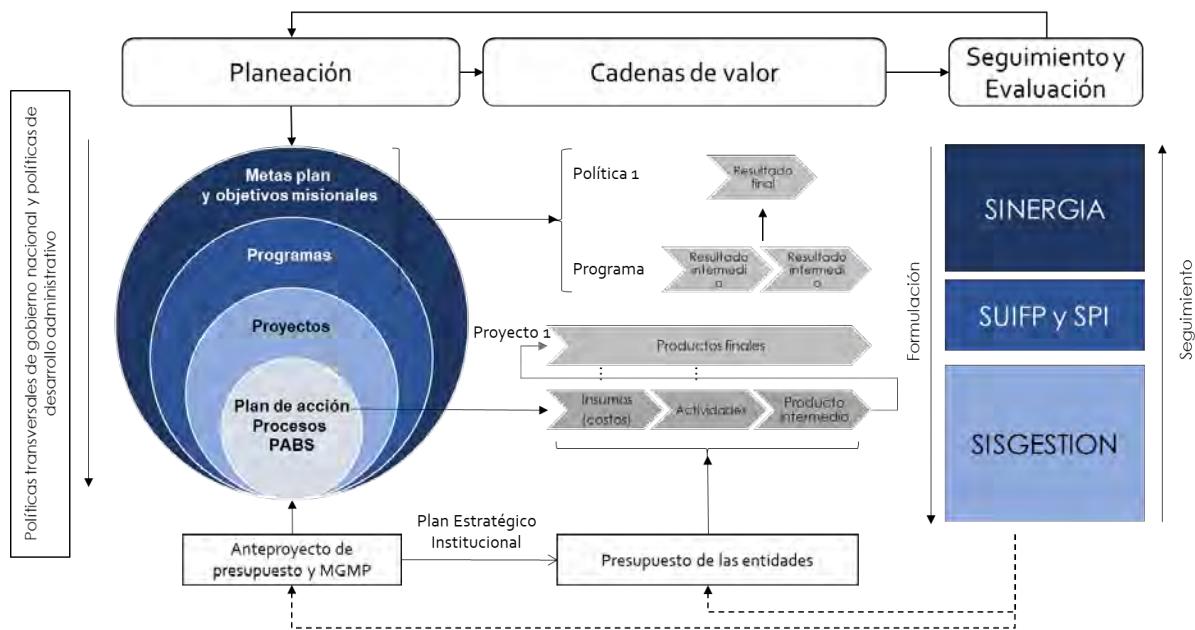 Planeación
Cadenas de valor
Seguimiento y
Evaluación
Políticas transversales de gobierno nacional y políticas de
desarrollo administrativo
Metas plan
y objetivos misionales
Programas
Proyectos
Plan de acción
Procesos
PABS
Política 1
Resultado
final
Programa
Resultado
intermedi
o
Resultado
intermedi
o
Proyecto 1
Productos finales
Insumos
(costos)
Actividades
Producto
intermedio
Formulación
SINERGIA
SUIFP y SPI
SISGESTION
Seguimiento
Anteproyecto de
presupuesto y MGMP
Plan Estratégico
Institucional
Presupuesto de las entidades